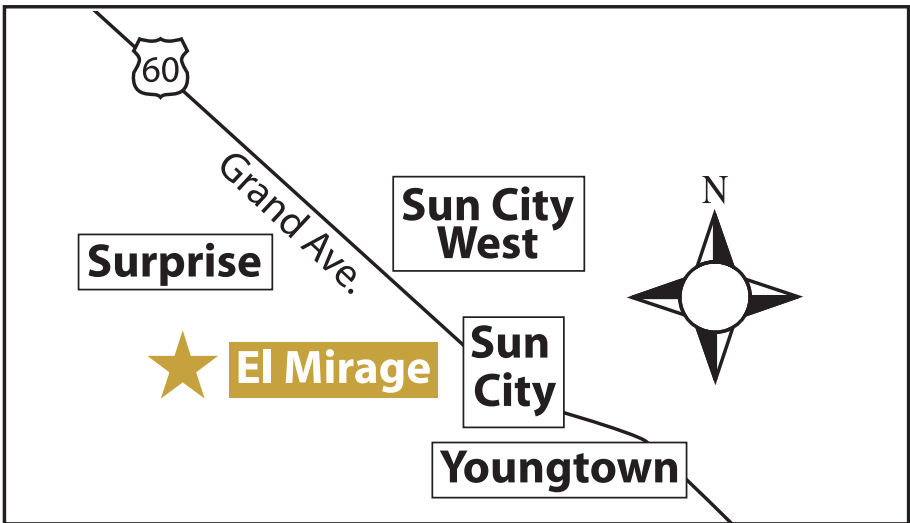 60
Grand Ave.
Sun City
West
N
Surprise
Sun
City
El Mirage
Youngtown